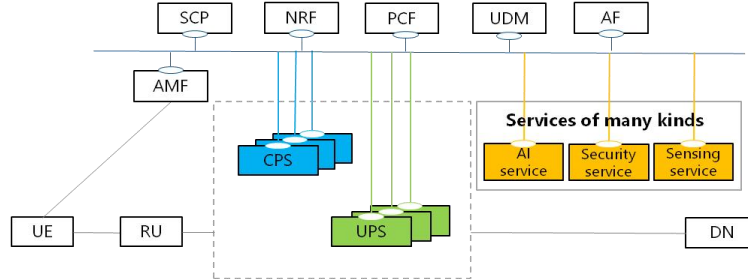 SCP
NRF
PCF
UDM
AF
AMF
Services of many kinds
CPS
AI
service
Security
service
Sensing
service
UE
RU
UPS
DN